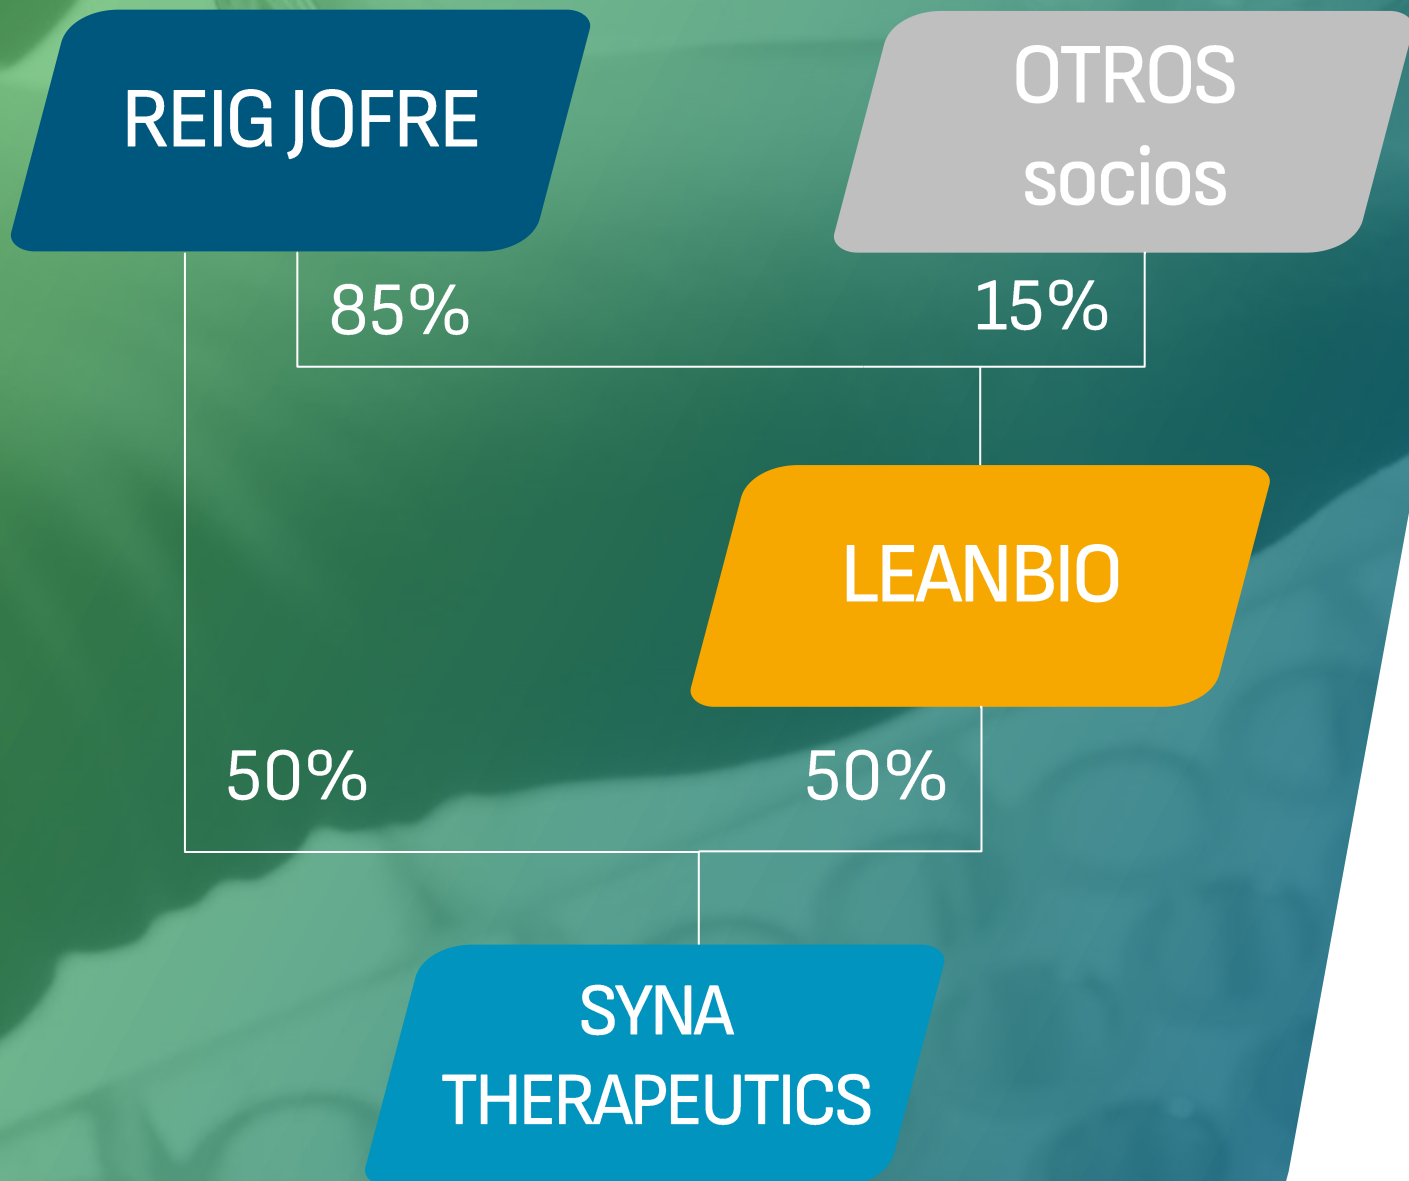 REIG JOFRE
OTROS
socios
85%
15%
LEANBIO
50%
50%
SYNA
THERAPEUTICS